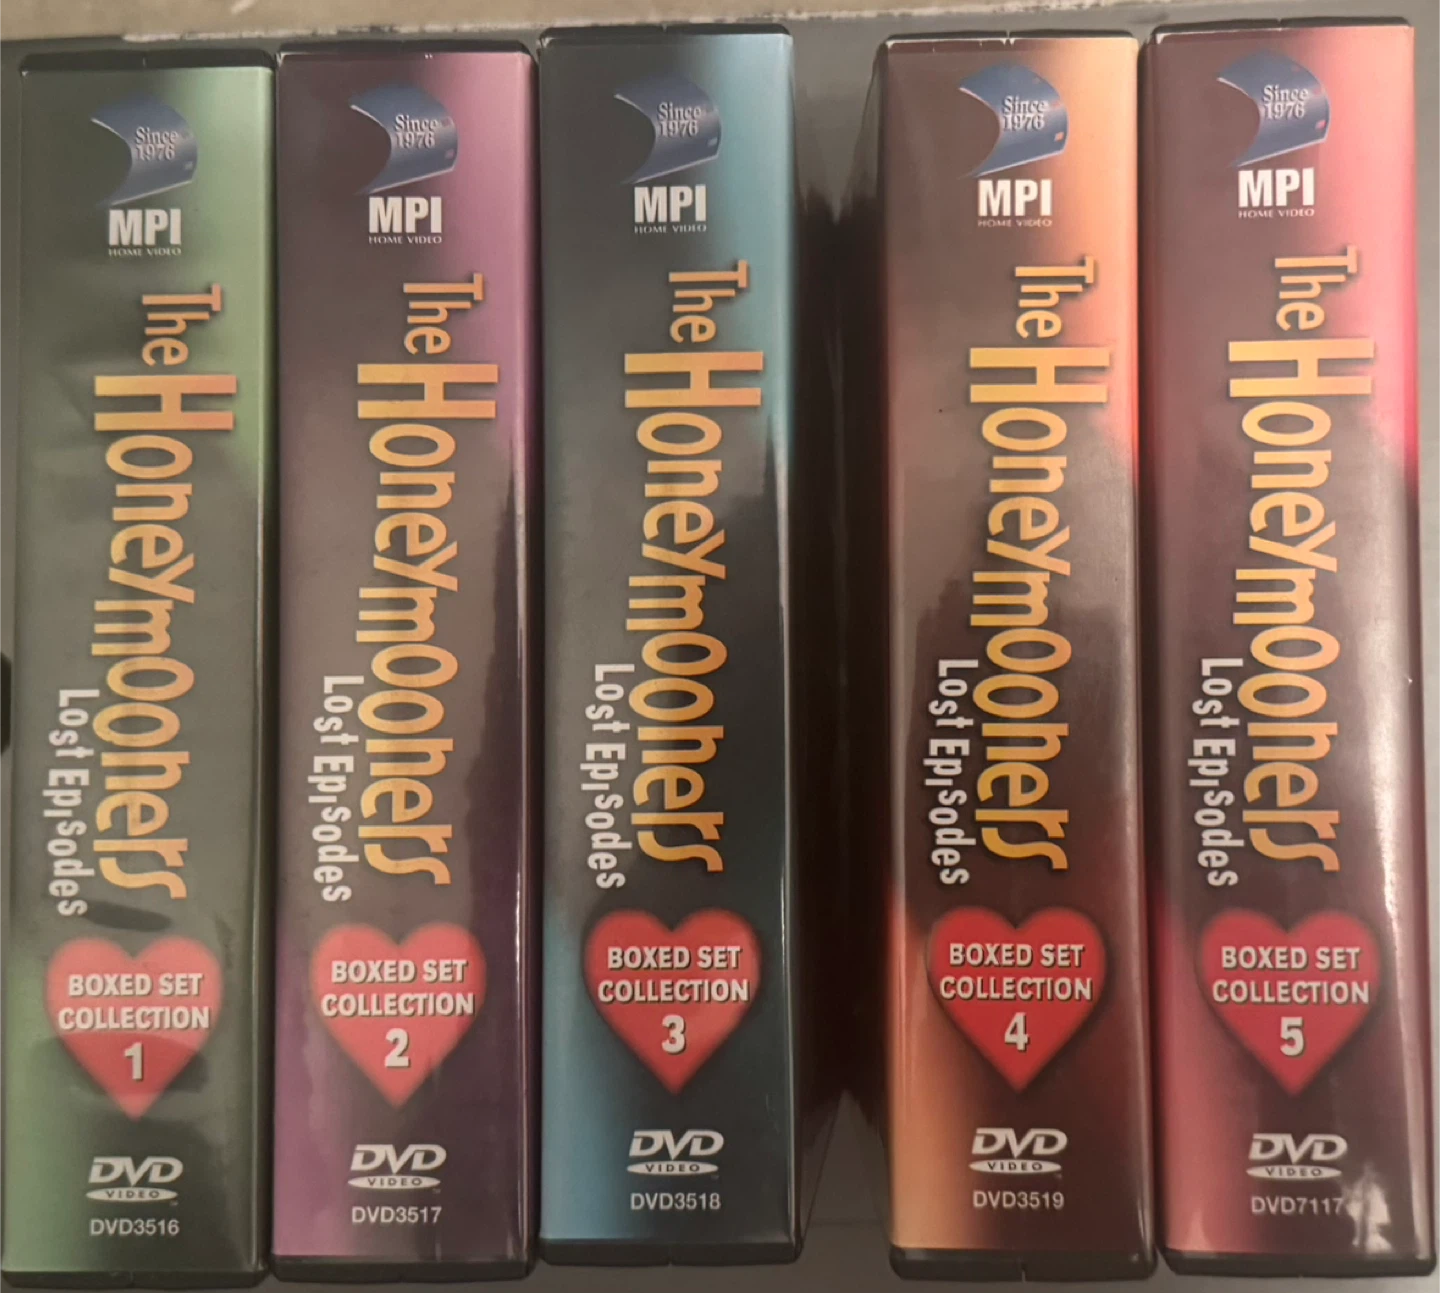 Since
1976
MPI
HOME VIDEO
The Honeymooners
Lost Episodes
BOXED SET
COLLECTION
1
DVD
VIDEO
DVD3516
Since
1976
MPI
HOME VIDEO
The Honeymooners
Lost Episodes
BOXED SET
COLLECTION
2
DVD
VIDEO
DVD3517
Since
1976
MPI
HOME VIDEO
The Honeymooners
Lost Episodes
BOXED SET
COLLECTION
3
DVD
VIDEO
DVD3518
Since
1976
MPI
HOME VIDEO
The Honeymooners
Lost Episodes
BOXED SET
COLLECTION
4
DVD
VIDEO
DVD3519
Since
1976
MPI
HOME VIDEO
The Honeymooners
Lost Episodes
BOXED SET
COLLECTION
5
DVD
VIDEO
DVD7117